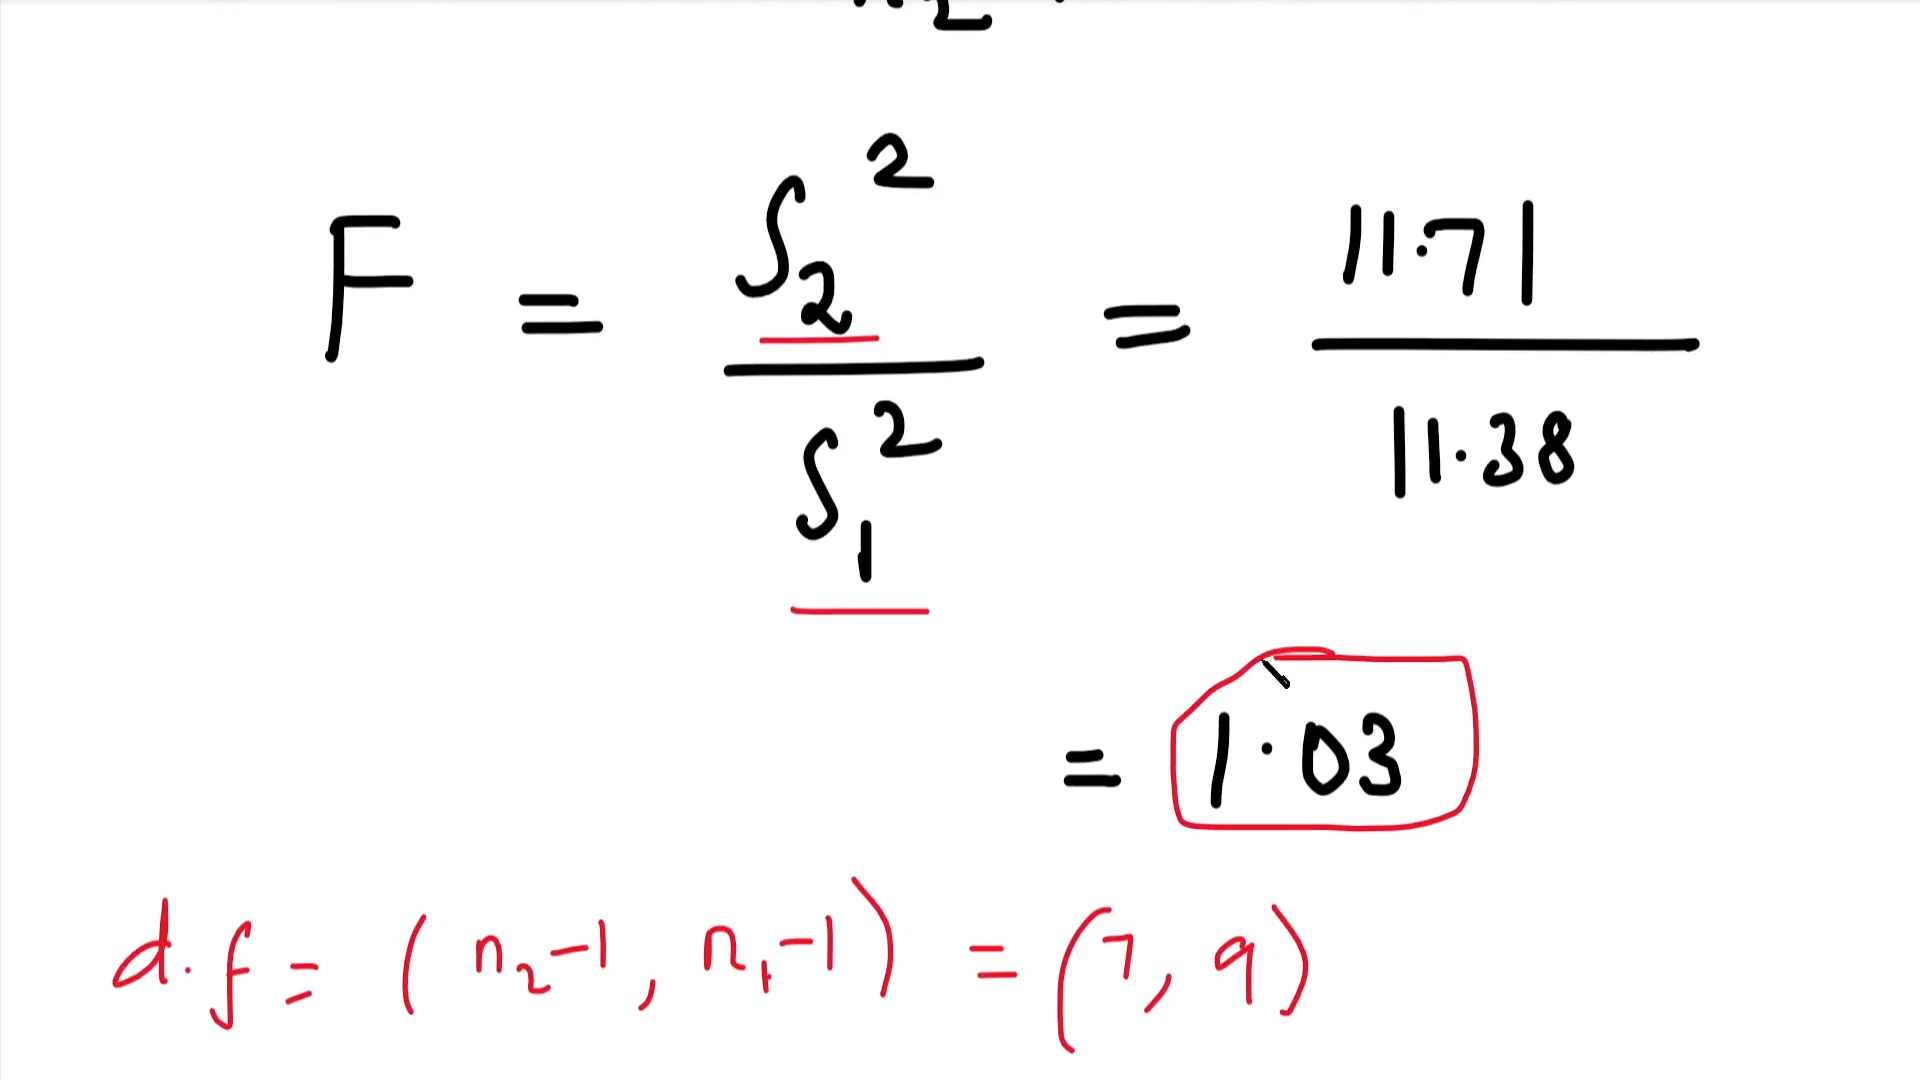 F = S₂² / S₁² = 11.71 / 11.38
= 1.03
d.f = (n₂-1, n₁-1) = (7, 9)